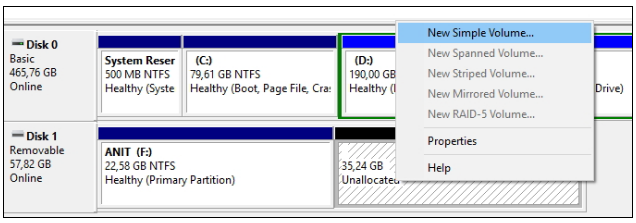 Disk 0
Basic
465,76 GB
Online
System Reser
500 MB NTFS
Healthy (Syste
(C:)
79,61 GB NTFS
Healthy (Boot, Page File, Cra:
(D:)
190,00 GB
Healthy (
Drive)
New Simple Volume...
New Spanned Volume...
New Striped Volume...
New Mirrored Volume...
New RAID-5 Volume...
Properties
Help
Disk 1
Removable
57,82 GB
Online
ANIT (F:)
22,58 GB NTFS
Healthy (Primary Partition)
35,24 GB
Unallocated